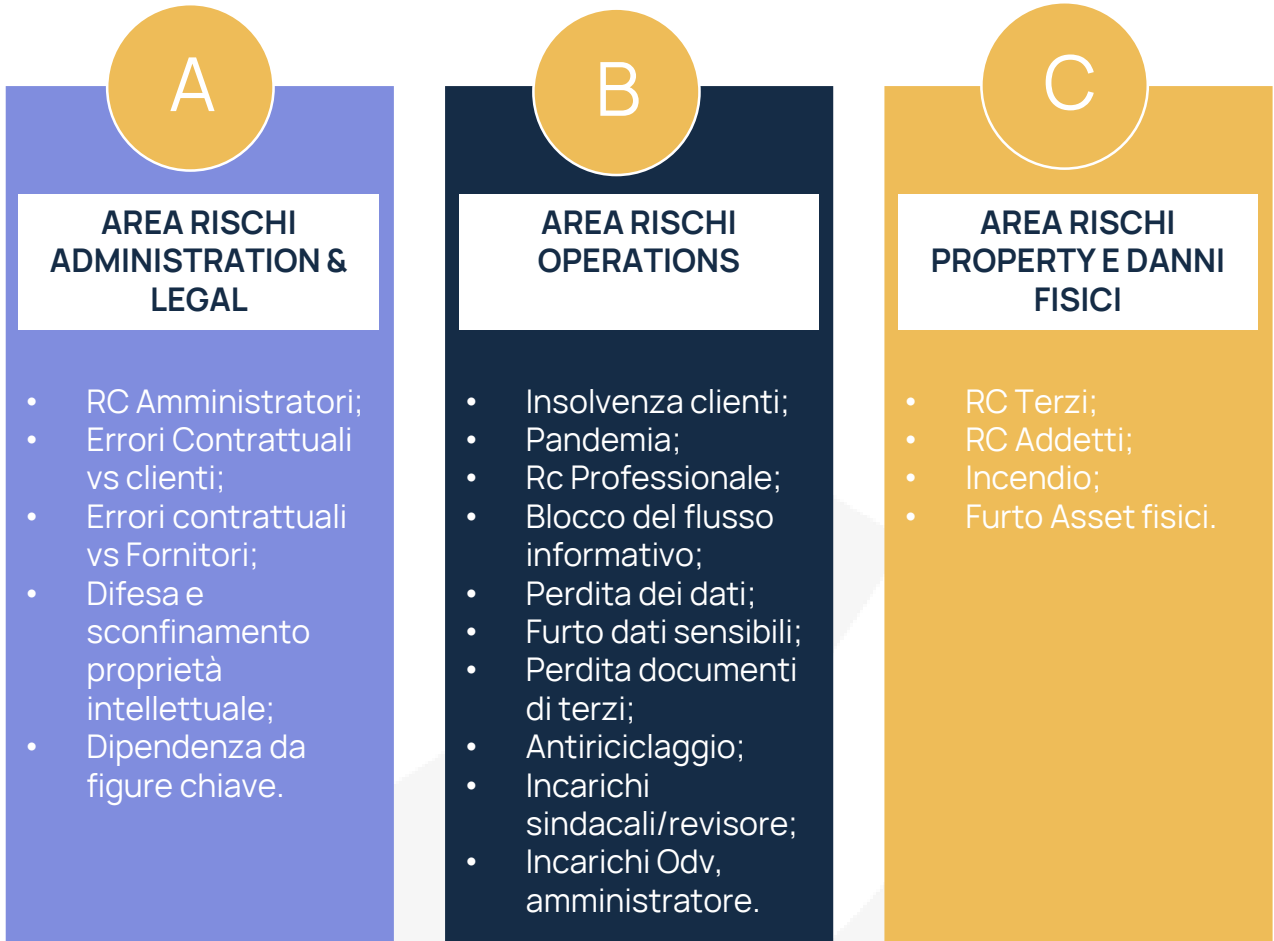 A
AREA RISCHI
ADMINISTRATION &
LEGAL
• RC Amministratori;
• Errori Contrattuali
vs clienti;
• Errori contrattuali
vs Fornitori;
• Difesa e
sconfinamento
proprietà
intellettuale;
• Dipendenza da
figure chiave.
B
AREA RISCHI
OPERATIONS
• Insolvenza clienti;
• Pandemia;
• Rc Professionale;
• Blocco del flusso
informativo;
• Perdita dei dati;
• Furto dati sensibili;
• Perdita documenti
di terzi;
• Antiriciclaggio;
• Incarichi
sindacali/revisore;
• Incarichi Odv,
amministratore.
C
AREA RISCHI
PROPERTY E DANNI
FISICI
• RC Terzi;
• RC Addetti;
• Incendio;
• Furto Asset fisici.